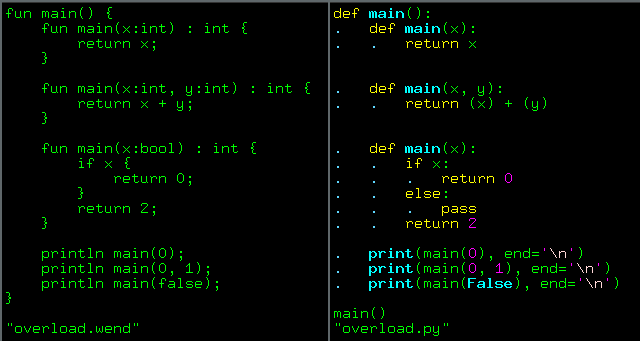 fun main() {
    fun main(x:int) : int {
        return x;
    }

    fun main(x:int, y:int) : int {
        return x + y;
    }

    fun main(x:bool) : int {
        if x {
            return 0;
        }
        return 2;
    }

    println main(0);
    println main(0, 1);
    println main(false);
}
"overload.wend"
def main():
.   def main(x):
.   .   return x

.   def main(x, y):
.   .   return (x) + (y)

.   def main(x):
.   .   if x:
.   .   .   return 0
.   .   else:
.   .   .   pass
.   .   return 2

.   print(main(0), end='\n')
.   print(main(0, 1), end='\n')
.   print(main(False), end='\n')

main()
"overload.py"